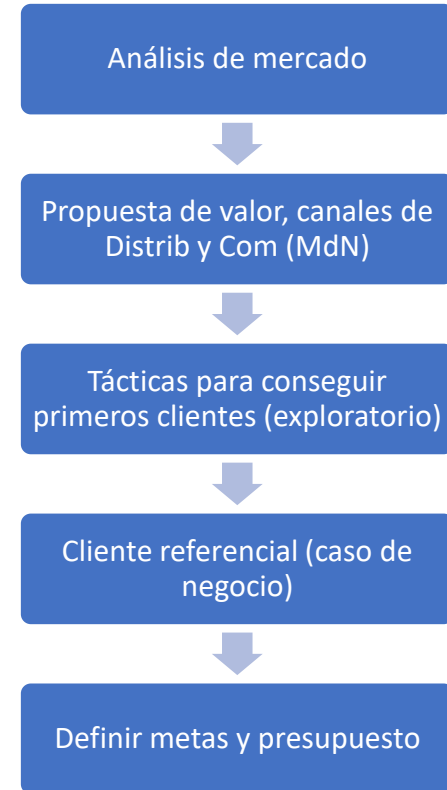 Análisis de mercado
Propuesta de valor, canales de
Distrib y Com (MdN)
Tácticas para conseguir
primeros clientes (exploratorio)
Cliente referencial (caso de
negocio)
Definir metas y presupuesto